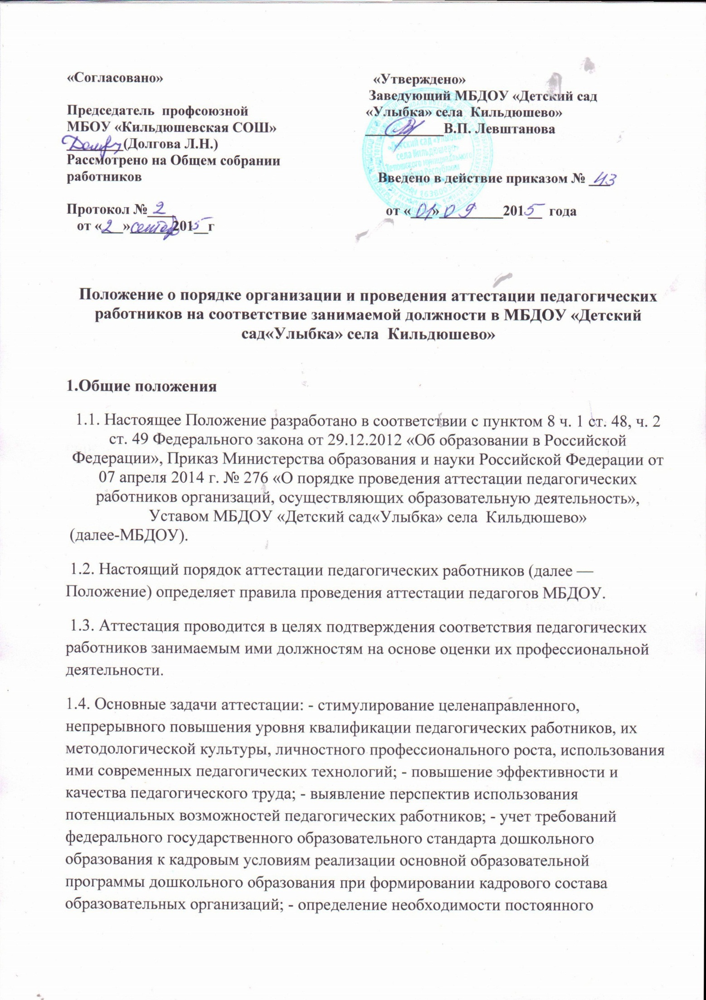 «Согласовано»
Председатель  профсоюзной
МБОУ «Кильдюшевская СОШ»
(Долгова Л.Н.)
Рассмотрено на Общем собрании
работников
Протокол № 2
от «2»        2015 г
«Утверждено»
Заведующий МБДОУ «Детский сад
«Улыбка» села  Кильдюшево»
В.П. Левштанова
Введено в действие приказом № 43
от «01» 09 2015  года
«Детский сад «Улыбка»
села Кильдюшево»
Тетюшского муниципального
района Республики
Положение о порядке организации и проведения аттестации педагогических
работников на соответствие занимаемой должности в МБДОУ «Детский
сад«Улыбка» села  Кильдюшево»
1.Общие положения
1.1. Настоящее Положение разработано в соответствии с пунктом 8 ч. 1 ст. 48, ч. 2
ст. 49 Федерального закона от 29.12.2012 «Об образовании в Российской
Федерации», Приказ Министерства образования и науки Российской Федерации от
07 апреля 2014 г. № 276 «О порядке проведения аттестации педагогических
работников организаций, осуществляющих образовательную деятельность»,
Уставом МБДОУ «Детский сад«Улыбка» села  Кильдюшево»
(далее-МБДОУ).
1.2. Настоящий порядок аттестации педагогических работников (далее —
Положение) определяет правила проведения аттестации педагогов МБДОУ.
1.3. Аттестация проводится в целях подтверждения соответствия педагогических
работников занимаемым ими должностям на основе оценки их профессиональной
деятельности.
1.4. Основные задачи аттестации: - стимулирование целенаправленного,
непрерывного повышения уровня квалификации педагогических работников, их
методологической культуры, личностного профессионального роста, использования
ими современных педагогических технологий; - повышение эффективности и
качества педагогического труда; - выявление перспектив использования
потенциальных возможностей педагогических работников; - учет требований
федерального государственного образовательного стандарта дошкольного
образования к кадровым условиям реализации основной образовательной
программы дошкольного образования при формировании кадрового состава
образовательных организаций; - определение необходимости постоянного